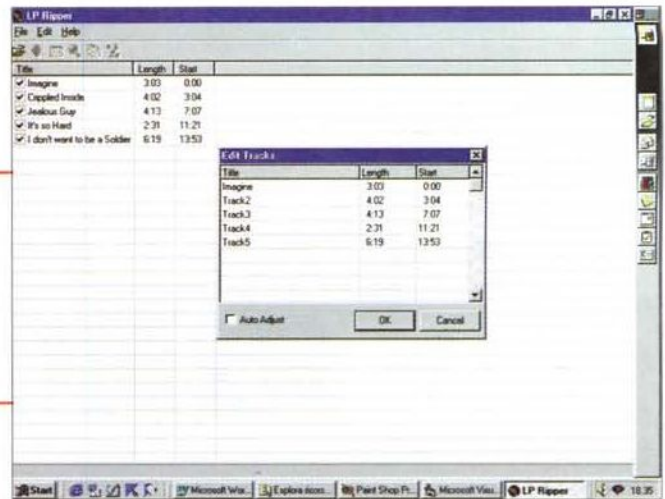 LP Ripper
File Edit Help
Title Length Start
Imagine 3:03 0:00
Crippled Inside 4:02 3:04
Jealous Guy 4:13 7:07
It's so Hard 2:31 11:21
I don't want to be a Soldier 6:19 13:53
Edit Tracks
Title Length Start
Imagine 3:03 0:00
Track2 4:02 3:04
Track3 4:13 7:07
Track4 2:31 11:21
Track5 6:19 13:53
Auto Adjust OK Cancel
Start Microsoft Wor... Esplora risors... Paint Shop Pr... Microsoft Visu... LP Ripper 18.35